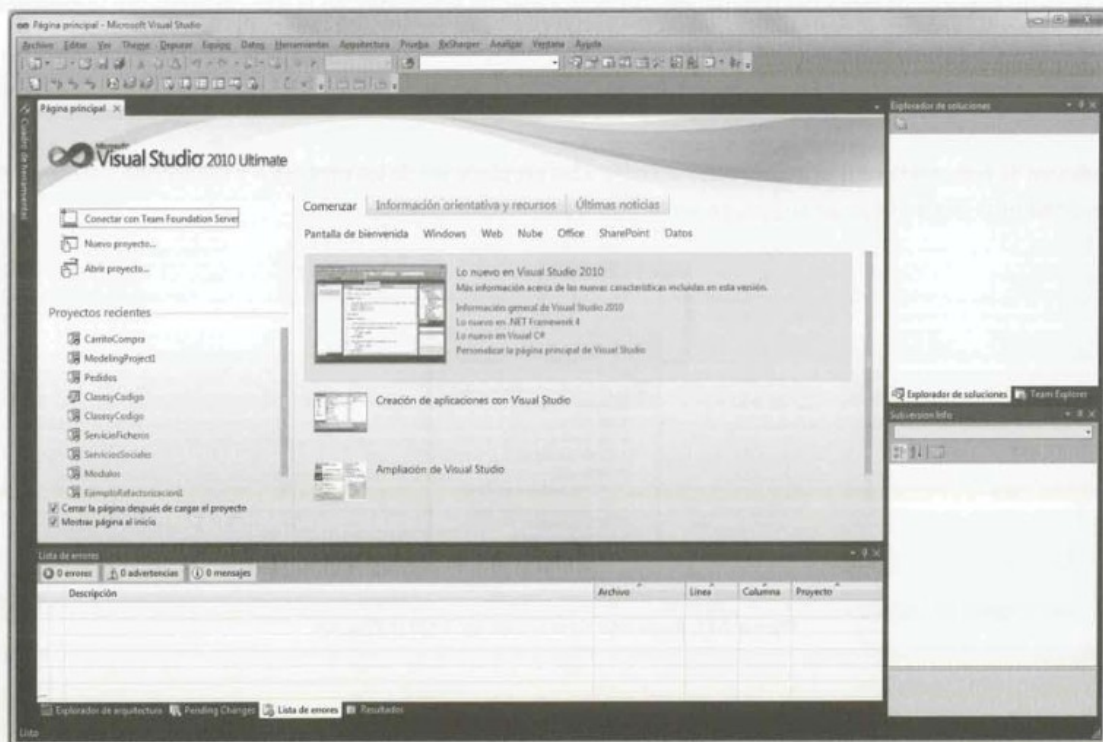 Página principal - Microsoft Visual Studio
Archivo Editar Ver Theme Depurar Equipo Datos Herramientas Arquitectura Prueba ReSharper Analizar Ventana Ayuda
Cuadro de herramientas
Página principal
Explorador de soluciones
Microsoft
Visual Studio 2010 Ultimate
Conectar con Team Foundation Server
Nuevo proyecto...
Abrir proyecto...
Proyectos recientes
CarritoCompra
ModelingProject1
Pedidos
ClasesyCodigo
ClasesyCodigo
ServicioFicheros
ServiciosSociales
Modulos
EjemploRefactorizacion1
Cerrar la página después de cargar el proyecto
Mostrar página al inicio
Comenzar Información orientativa y recursos Últimas noticias
Pantalla de bienvenida Windows Web Nube Office SharePoint Datos
Lo nuevo en Visual Studio 2010
Más información acerca de las nuevas características incluidas en esta versión.
Información general de Visual Studio 2010
Lo nuevo en .NET Framework 4
Lo nuevo en Visual C#
Personalizar la página principal de Visual Studio
Creación de aplicaciones con Visual Studio
Ampliación de Visual Studio
Explorador de soluciones Team Explorer
Subversion Info
Lista de errores
0 errores 0 advertencias 0 mensajes
Descripción Archivo Línea Columna Proyecto
Explorador de arquitectura Pending Changes Lista de errores Resultados
Listo